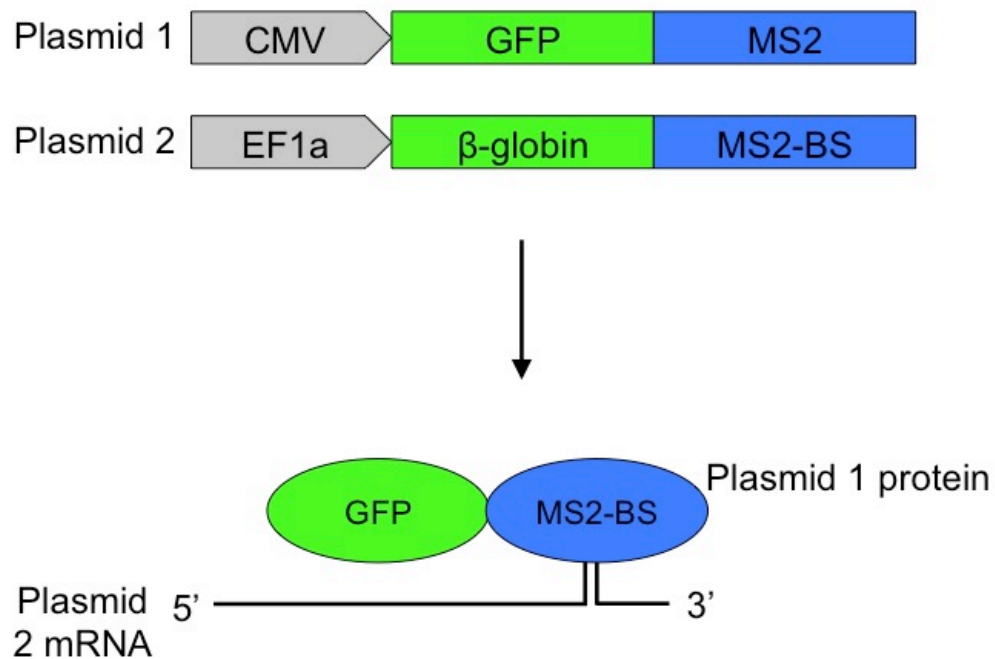 Plasmid 1 CMV GFP MS2
Plasmid 2 EF1a β-globin MS2-BS
GFP MS2-BS Plasmid 1 protein
Plasmid 5’ 3’
2 mRNA